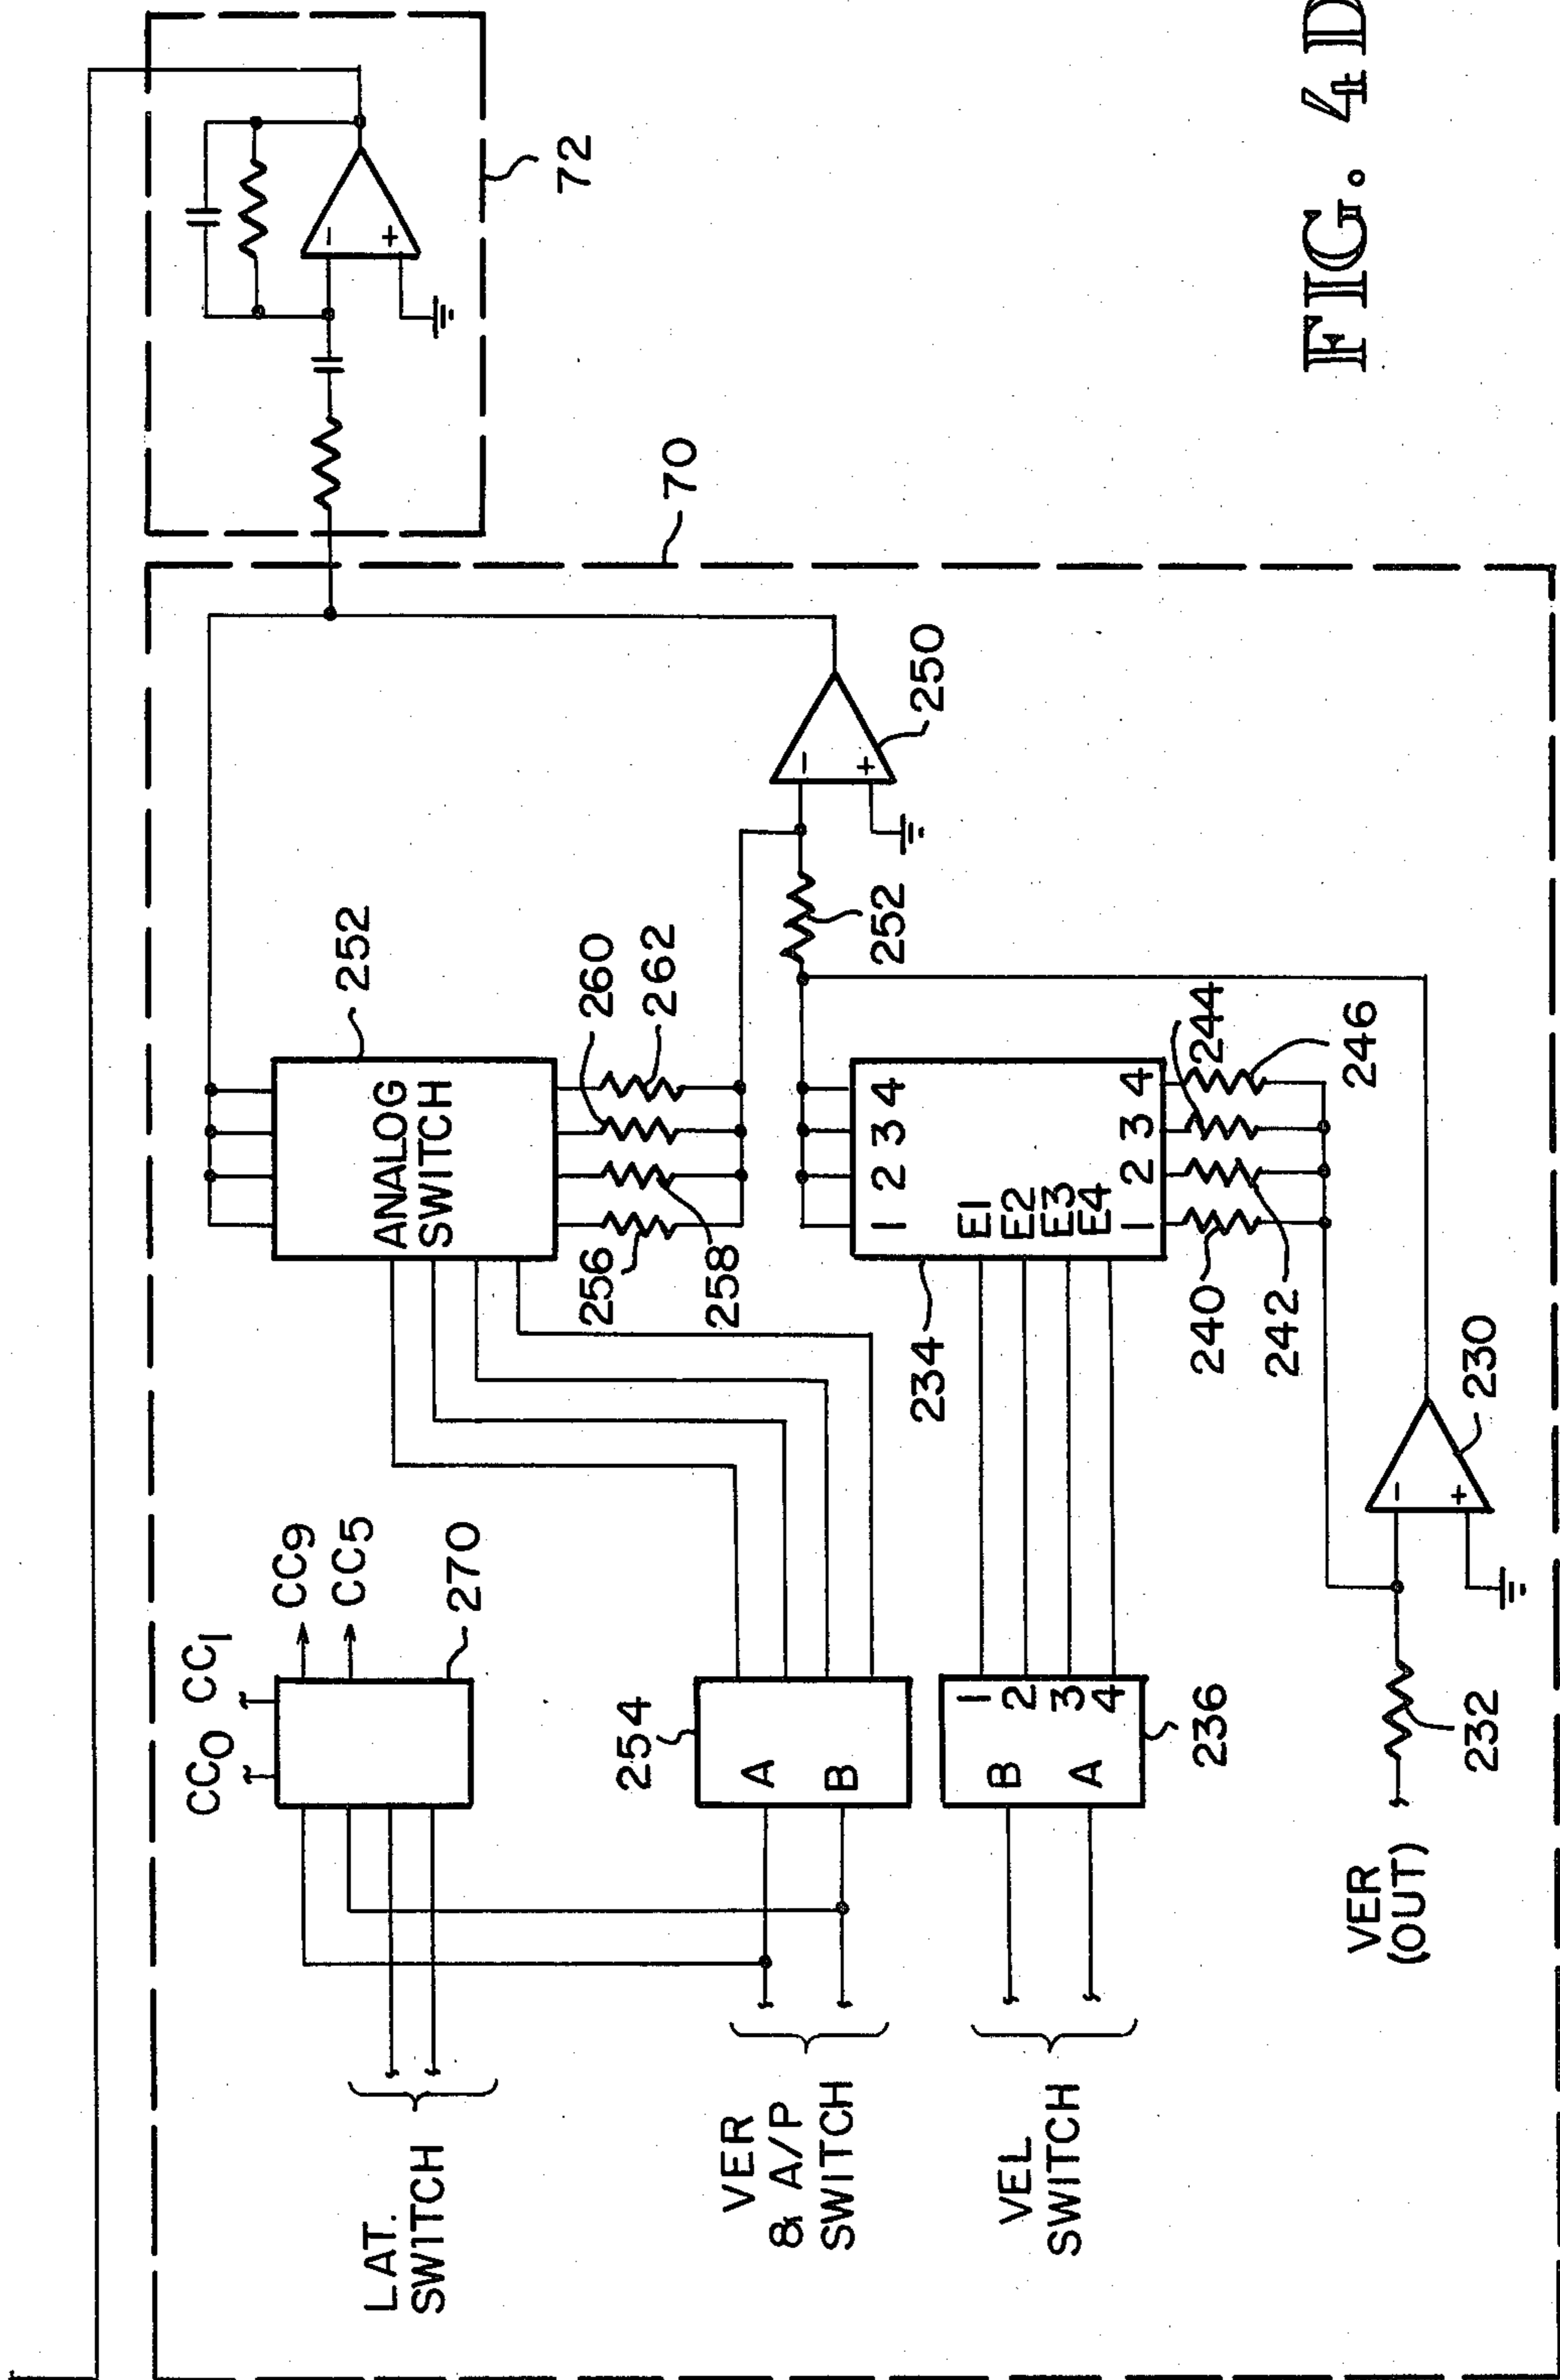 72
70
CC0 CC1
CC9
CC5
270
LAT.
SWITCH
252
ANALOG
SWITCH
260
262
256
258
254
A
B
VER
& A/P
SWITCH
252
250
-
+
-
+
234
1 2 3 4
E1
E2
E3
E4
1 2 3 4
244
246
240
242
236
B
A
1
2
3
4
VEL
SWITCH
230
-
+
232
VER
(OUT)
FIG. 4D